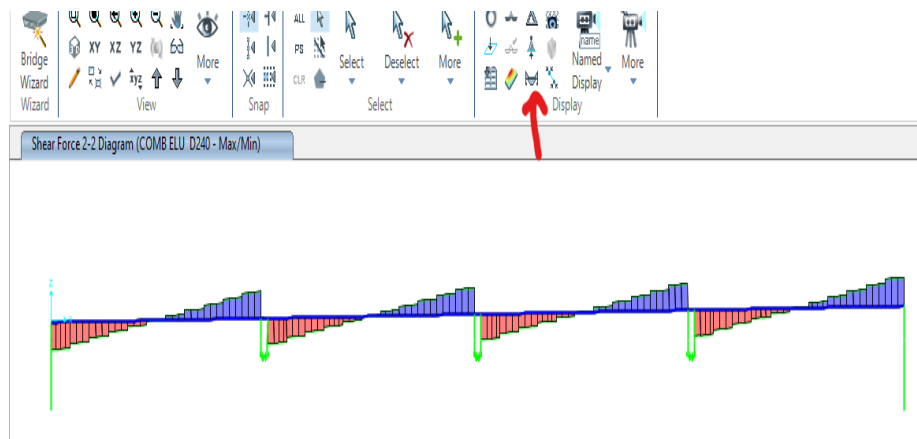 ALL
name
XY XZ YZ
PS
Bridge
Wizard
More
Select
Deselect
More
Named
Display
More
xyz
CLR
Wizard
View
Snap
Select
Display
Shear Force 2-2 Diagram (COMB ELU D240 - Max/Min)